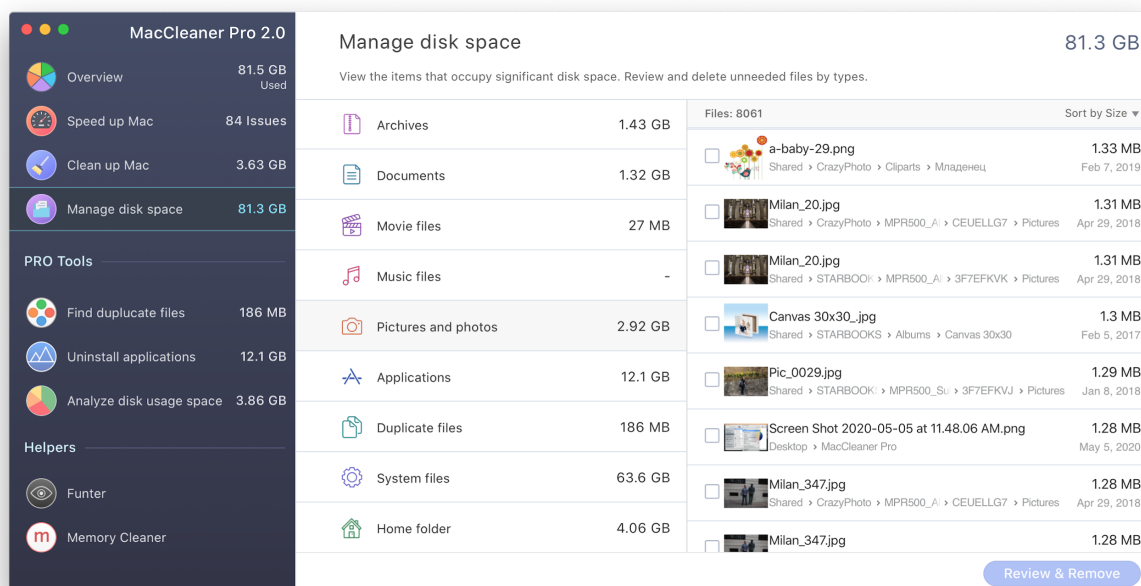 MacCleaner Pro 2.0
Overview
81.5 GB
Used
Speed up Mac
84 Issues
Clean up Mac
3.63 GB
Manage disk space
81.3 GB
PRO Tools
Find duplucate files
186 MB
Uninstall applications
12.1 GB
Analyze disk usage space
3.86 GB
Helpers
Funter
m
Memory Cleaner
Manage disk space
81.3 GB
View the items that occupy significant disk space. Review and delete unneeded files by types.
Archives
1.43 GB
Documents
1.32 GB
Movie files
27 MB
Music files
-
Pictures and photos
2.92 GB
Applications
12.1 GB
Duplicate files
186 MB
System files
63.6 GB
Home folder
4.06 GB
Files: 8061
Sort by Size ▼
a-baby-29.png
1.33 MB
Shared › CrazyPhoto › Cliparts › Младенец
Feb 7, 2019
Milan_20.jpg
1.31 MB
Shared › CrazyPhoto › MPR500_A › CEUELLG7 › Pictures
Apr 29, 2018
Milan_20.jpg
1.31 MB
Shared › STARBOOK › MPR500_A › 3F7EFKVK › Pictures
Apr 29, 2018
Canvas 30x30_.jpg
1.3 MB
Shared › STARBOOKS › Albums › Canvas 30x30
Feb 5, 2017
Pic_0029.jpg
1.29 MB
Shared › STARBOOK › MPR500_Su › 3F7EFKVJ › Pictures
Jan 8, 2018
Screen Shot 2020-05-05 at 11.48.06 AM.png
1.28 MB
Desktop › MacCleaner Pro
May 5, 2020
Milan_347.jpg
1.28 MB
Shared › CrazyPhoto › MPR500_A › CEUELLG7 › Pictures
Apr 29, 2018
Milan_347.jpg
1.28 MB
Review & Remove